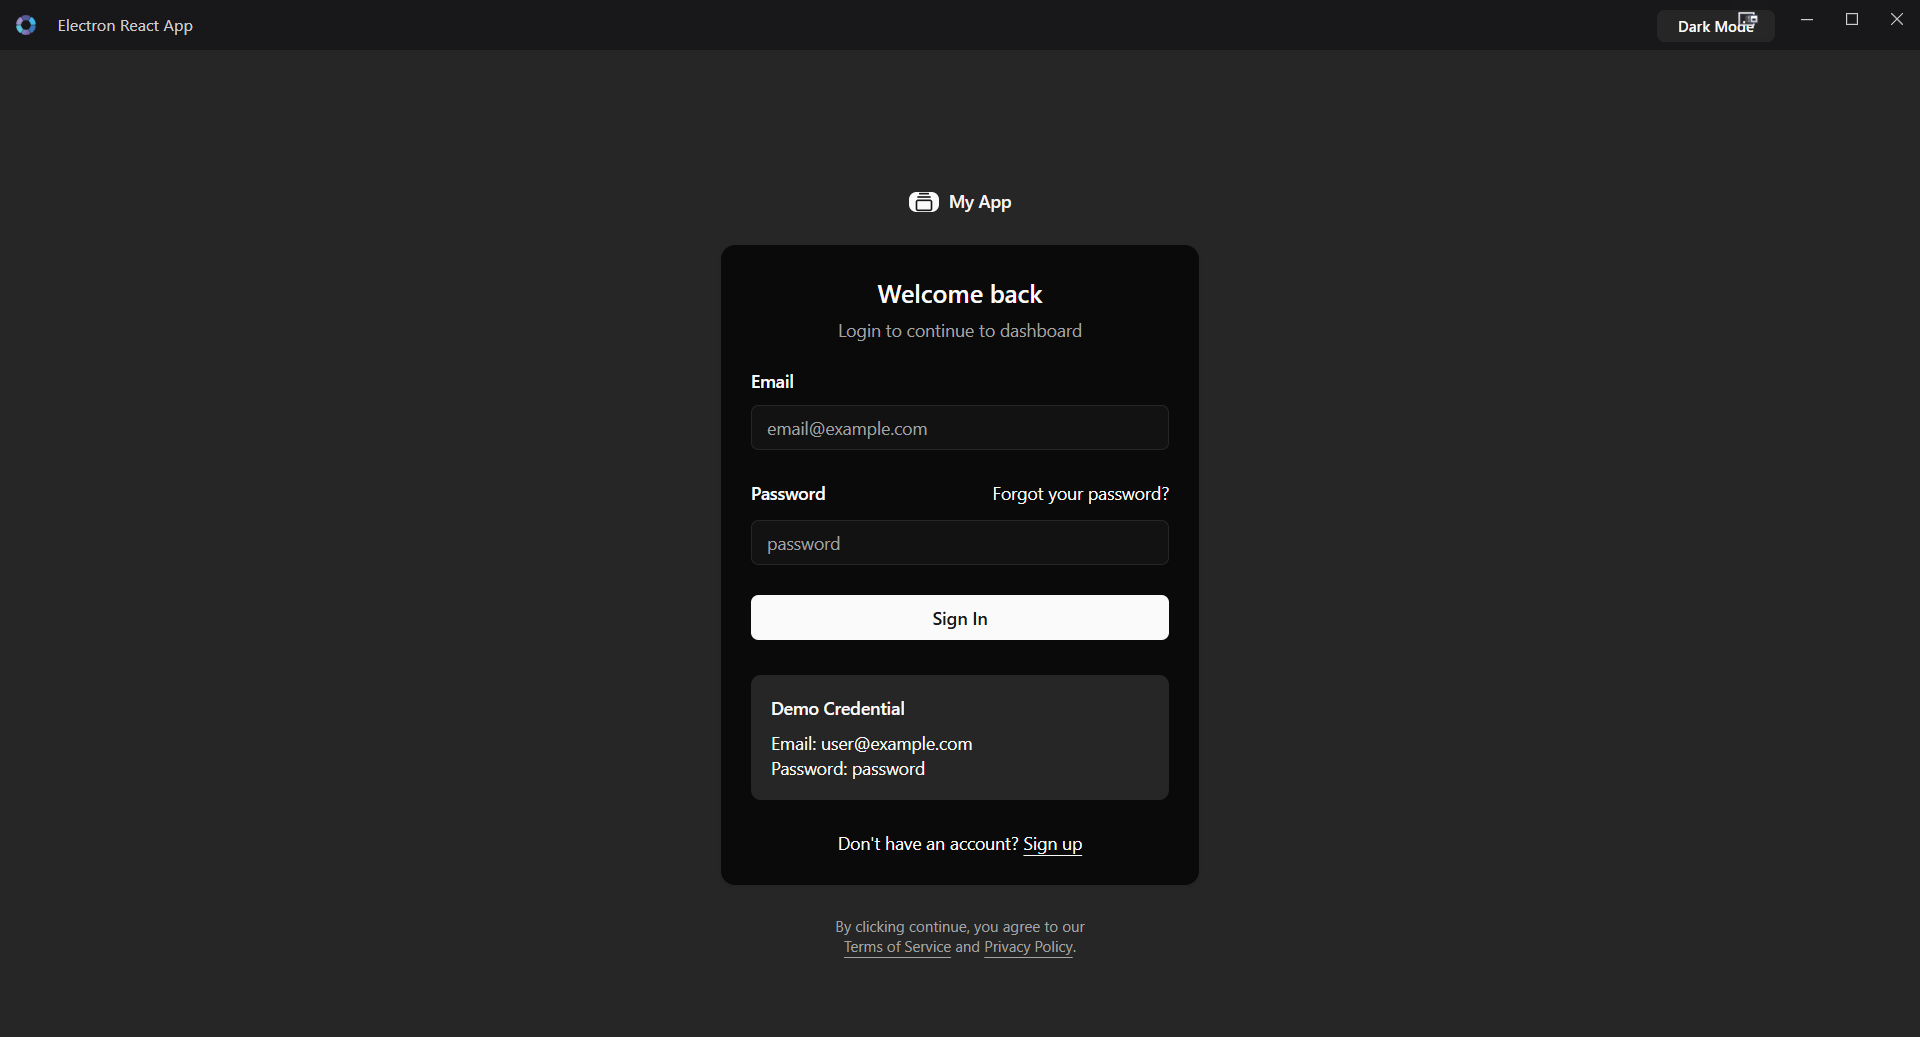 Electron React App
Dark Mode
My App
Welcome back
Login to continue to dashboard
Email
email@example.com
Password
Forgot your password?
password
Sign In
Demo Credential
Email: user@example.com
Password: password
Don't have an account? Sign up
By clicking continue, you agree to our
Terms of Service and Privacy Policy.